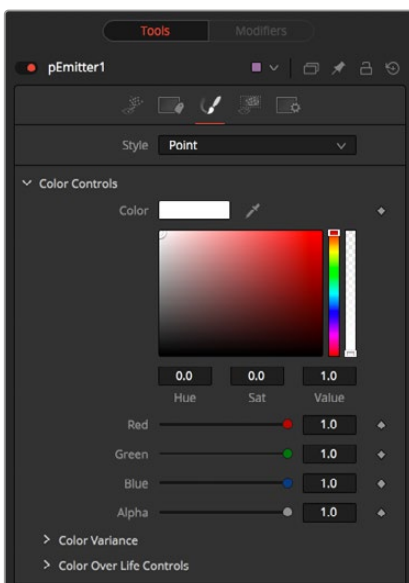 Tools Modifiers
pEmitter1
Style Point
Color Controls
Color
0.0 0.0 1.0
Hue Sat Value
Red 1.0
Green 1.0
Blue 1.0
Alpha 1.0
Color Variance
Color Over Life Controls